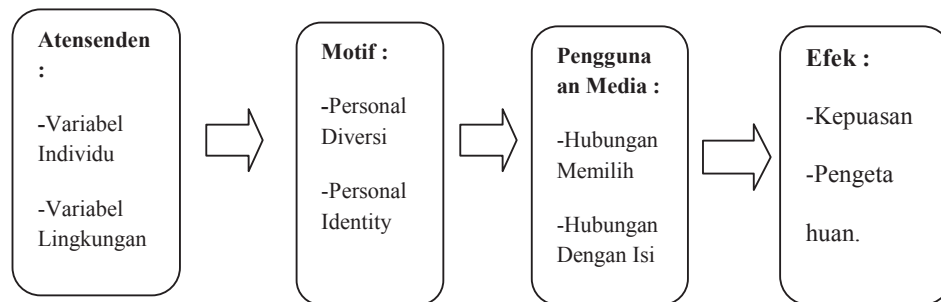 Atensenden
:
-Variabel
Individu
-Variabel
Lingkungan
Motif :
-Personal
Diversi
-Personal
Identity
Pengguna
an Media :
-Hubungan
Memilih
-Hubungan
Dengan Isi
Efek :
-Kepuasan
-Pengeta
huan.